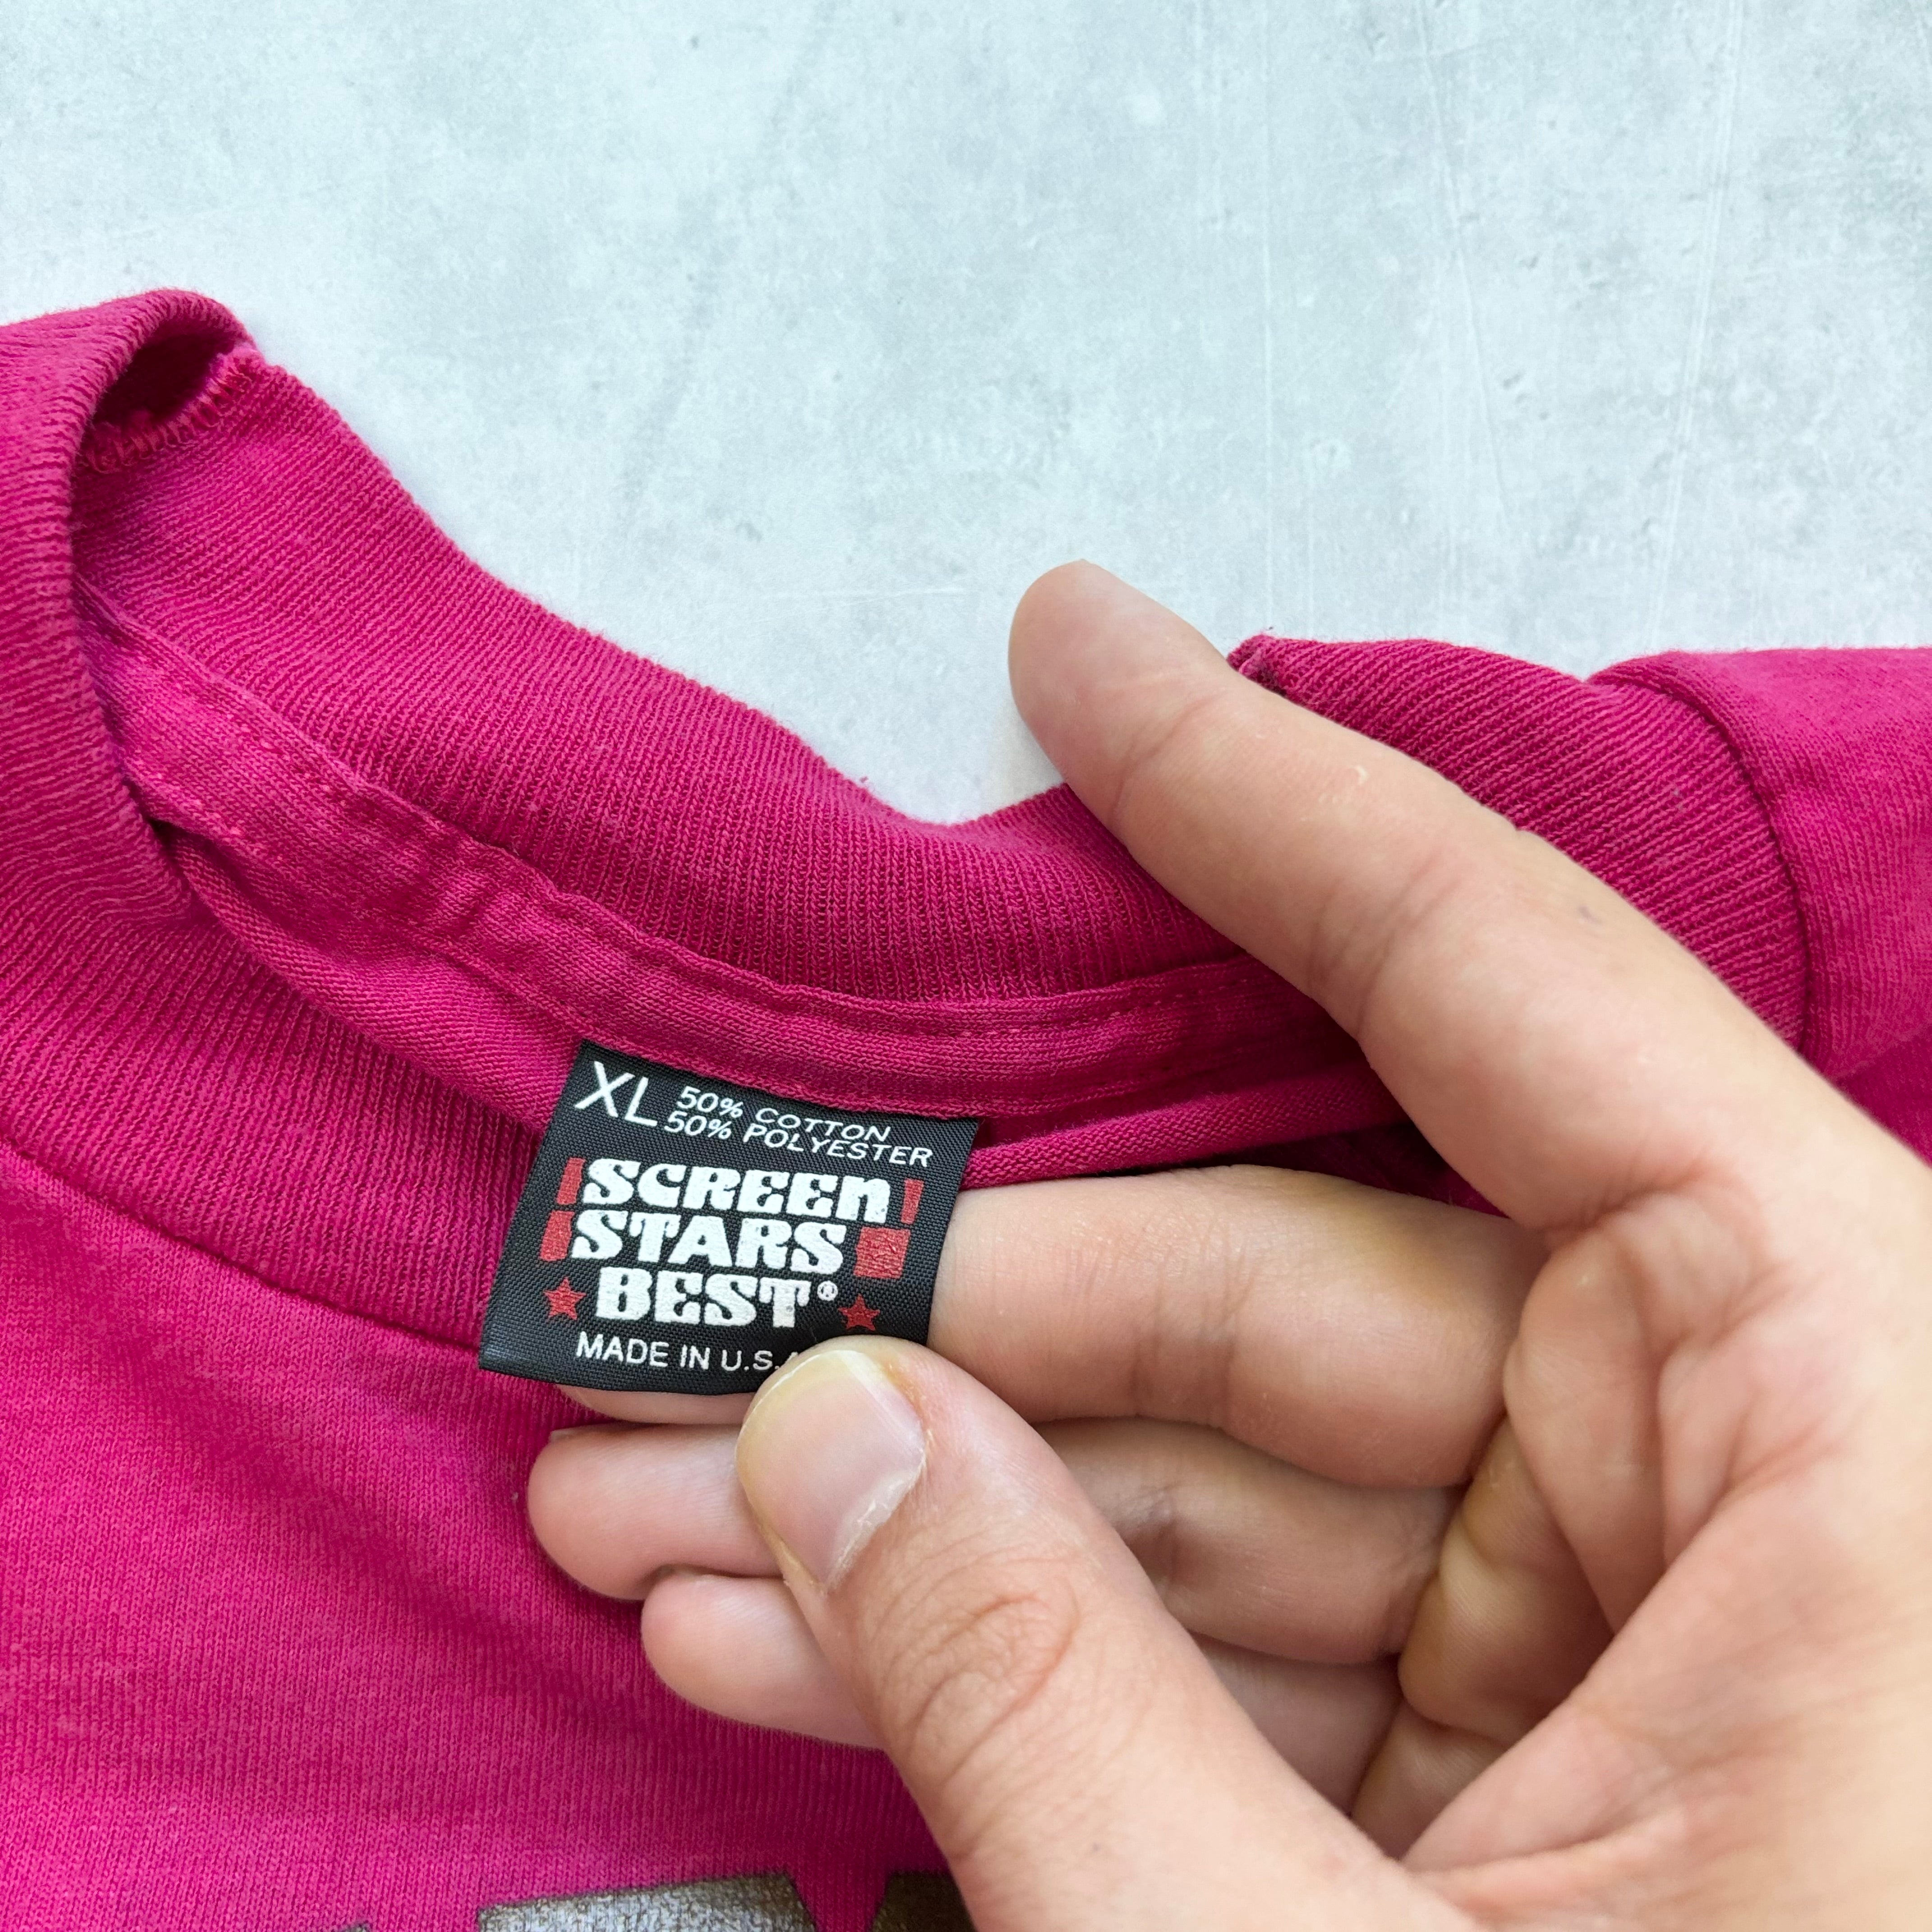 XL 50% COTTON
50% POLYESTER
SCREEN
STARS
BEST®
MADE IN U.S.A